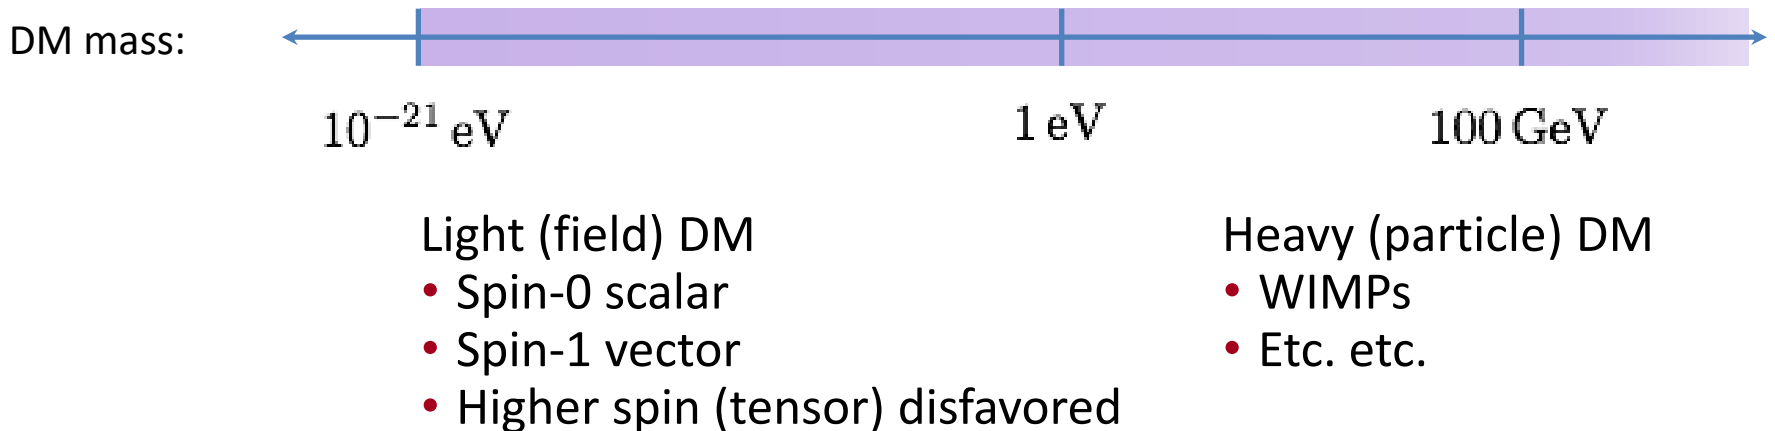 DM mass:
10⁻²¹ eV
1 eV
100 GeV
Light (field) DM
• Spin-0 scalar
• Spin-1 vector
• Higher spin (tensor) disfavored
Heavy (particle) DM
• WIMPs
• Etc. etc.